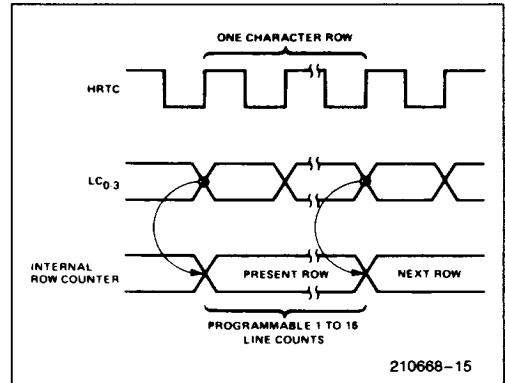 ONE CHARACTER ROW
HRTC
LC0-3
INTERNAL
ROW COUNTER
PRESENT ROW
NEXT ROW
PROGRAMMABLE 1 TO 16
LINE COUNTS
210668-15